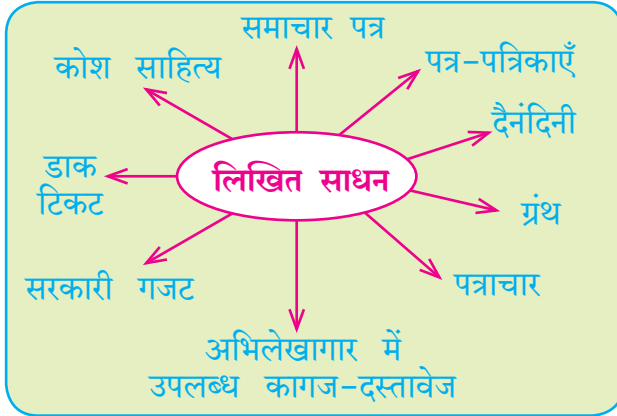 समाचार पत्र
कोश साहित्य
पत्र-पत्रिकाएँ
दैनंदिनी
डाक
टिकट
लिखित साधन
ग्रंथ
सरकारी गजट
पत्राचार
अभिलेखागार में
उपलब्ध कागज-दस्तावेज